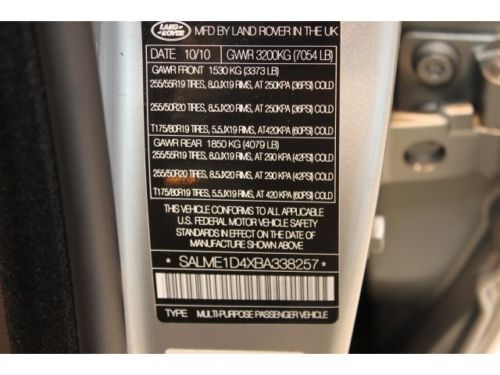 LAND ROVER
MFD BY LAND ROVER IN THE UK
DATE 10/10 GVWR 3200KG (7054 LB)
GAWR FRONT 1530 KG (3373 LB)
255/55R19 TIRES, 8.0JX19 RIMS, AT 250KPA (36PSI) COLD
255/50R20 TIRES, 8.5JX20 RIMS, AT 250KPA (36PSI) COLD
T175/80R19 TIRES, 5.5JX19 RIMS, AT420KPA (60PSI) COLD
GAWR REAR 1850 KG (4079 LB)
255/55R19 TIRES, 8.0JX19 RIMS, AT 290 KPA (42PSI) COLD
255/50R20 TIRES, 8.5JX20 RIMS, AT 290 KPA (42PSI) COLD
T175/80R19 TIRES, 5.5JX19 RIMS, AT 420 KPA (60PSI) COLD
THIS VEHICLE CONFORMS TO ALL APPLICABLE
U.S. FEDERAL MOTOR VEHICLE SAFETY
STANDARDS IN EFFECT ON THE DATE OF
MANUFACTURE SHOWN ABOVE.
* SALME1D4XBA338257 *
TYPE MULTI-PURPOSE PASSENGER VEHICLE